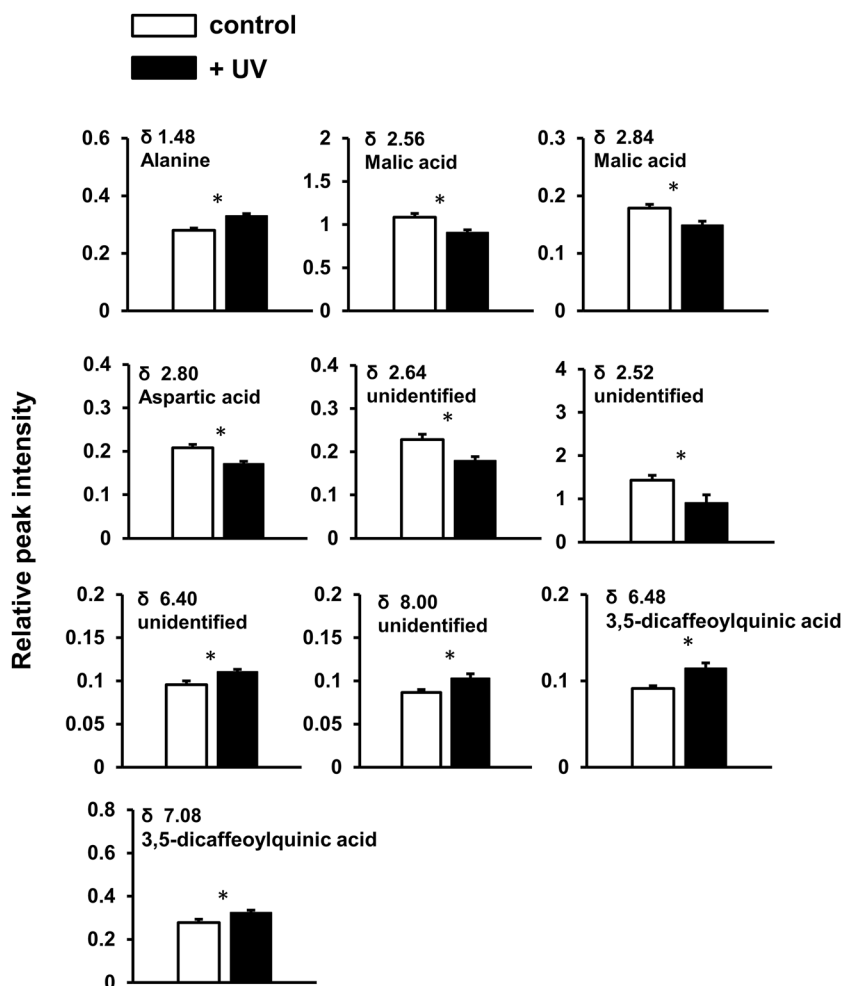 control
+ UV
Relative peak intensity
δ 1.48
Alanine
0.6
0.4
0.2
0
*
δ 2.56
Malic acid
2
1.5
1
0.5
0
*
δ 2.84
Malic acid
0.3
0.2
0.1
0
*
δ 2.80
Aspartic acid
0.4
0.3
0.2
0.1
0
*
δ 2.64
unidentified
0.4
0.3
0.2
0.1
0
*
δ 2.52
unidentified
4
3
2
1
0
*
δ 6.40
unidentified
0.2
0.15
0.1
0.05
0
*
δ 8.00
unidentified
0.2
0.15
0.1
0.05
0
*
δ 6.48
3,5-dicaffeoylquinic acid
0.2
0.1
0
*
δ 7.08
3,5-dicaffeoylquinic acid
0.8
0.6
0.4
0.2
0
*